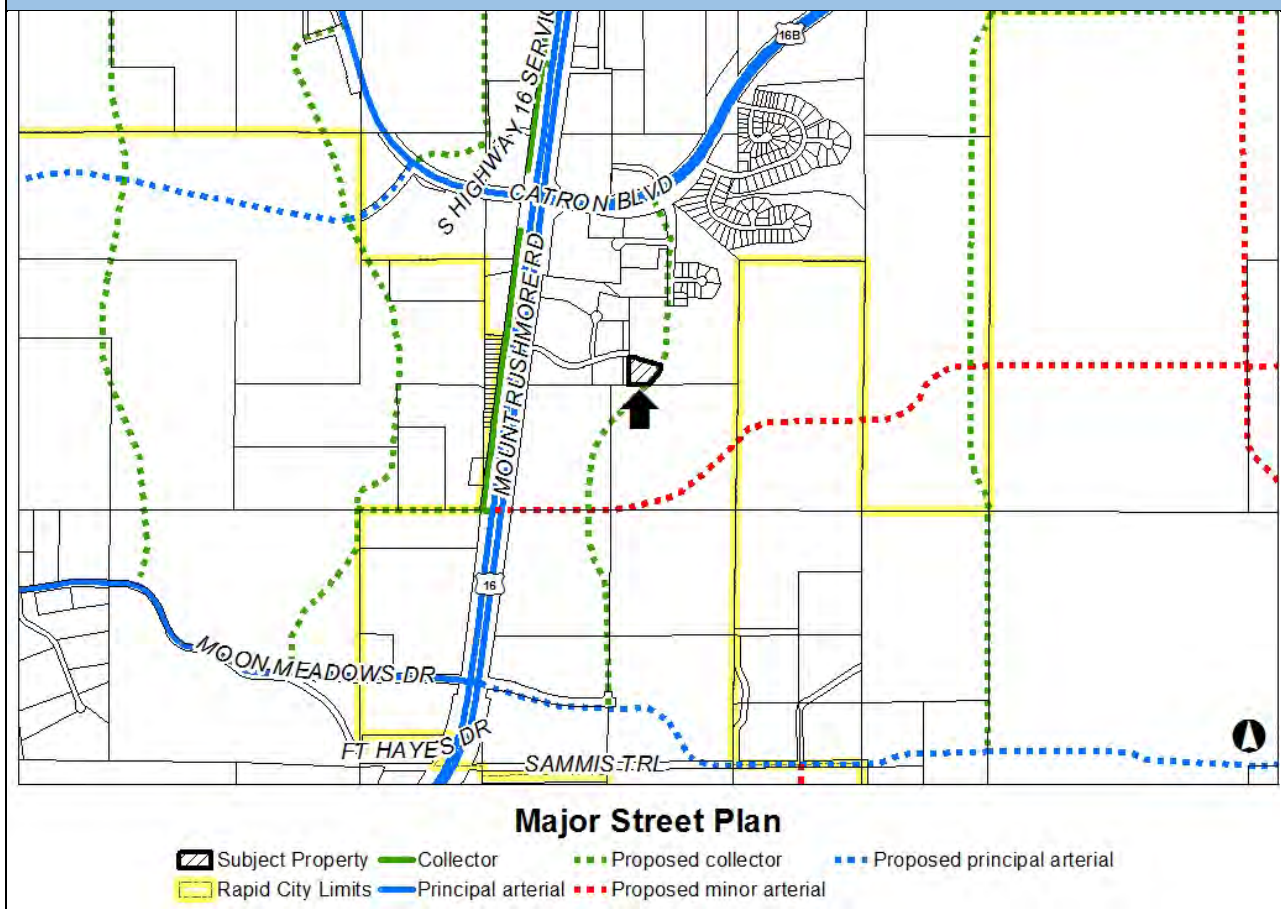 16B
S HIGHWAY 16 SERVIC
CATRON BLVD
MOUNT RUSHMORE RD
16
MOON MEADOWS DR
FT HAYES DR
SAMMIS TRL
Major Street Plan
Subject Property Collector Proposed collector Proposed principal arterial
Rapid City Limits Principal arterial Proposed minor arterial